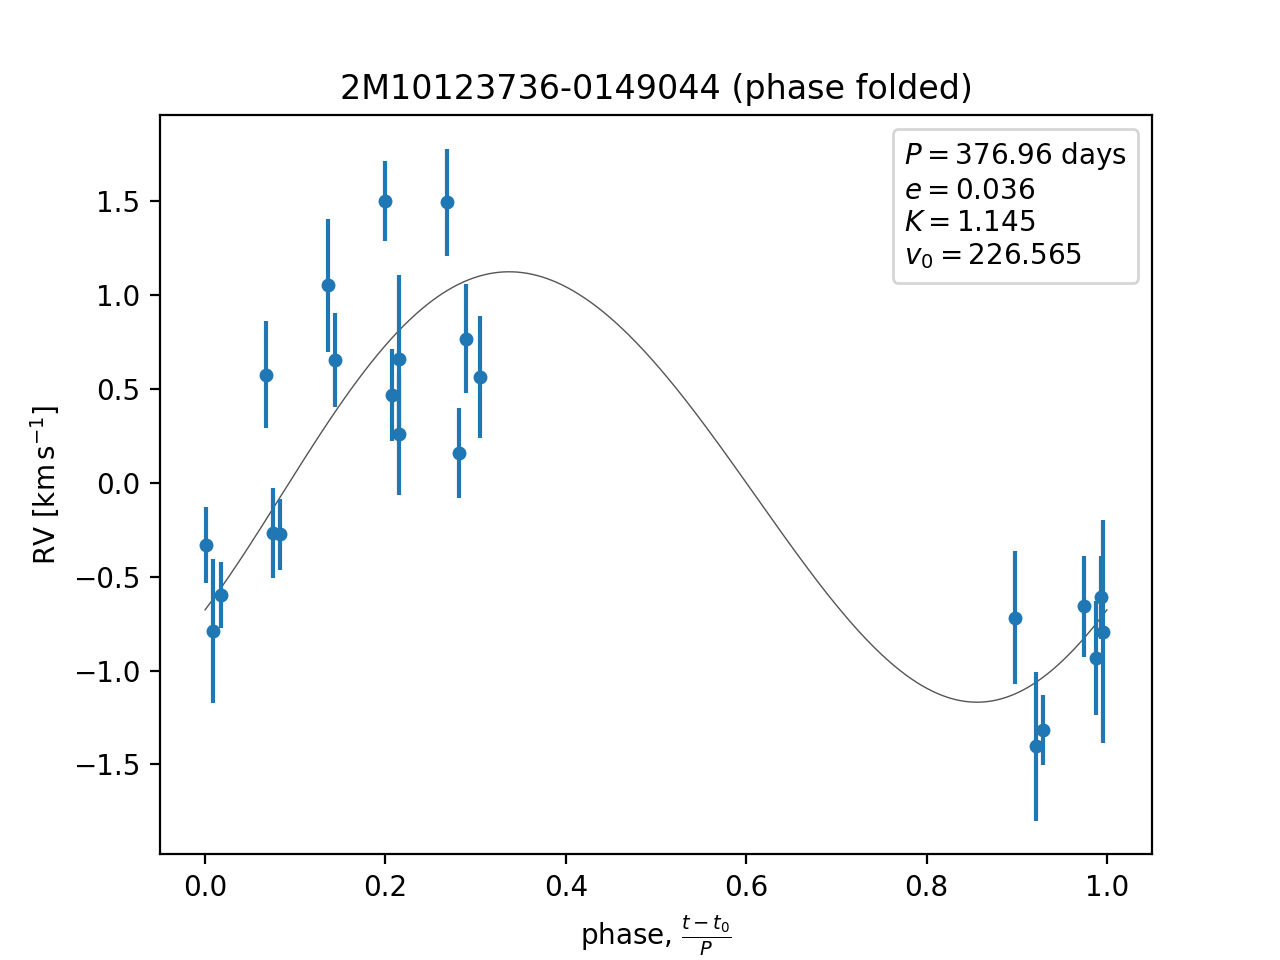 2M10123736-0149044 (phase folded)
P = 376.96 days
e = 0.036
K = 1.145
v₀ = 226.565
RV [km s⁻¹]
1.5
1.0
0.5
0.0
−0.5
−1.0
−1.5
0.0 0.2 0.4 0.6 0.8 1.0
phase, (t − t₀)/P